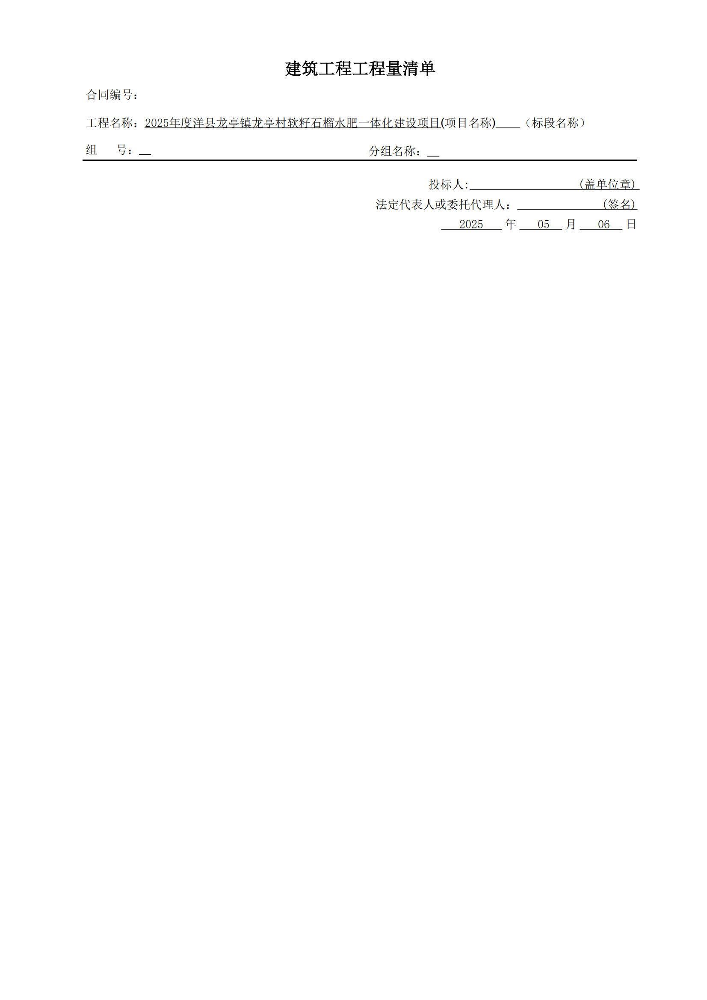 建筑工程工程量清单
合同编号：
工程名称：2025年度洋县龙亭镇龙亭村软籽石榴水肥一体化建设项目(项目名称)____（标段名称）
组 号：__ 分组名称：__
投标人:____________(盖单位章)
法定代表人或委托代理人：____________(签名)
2025 年 05 月 06 日